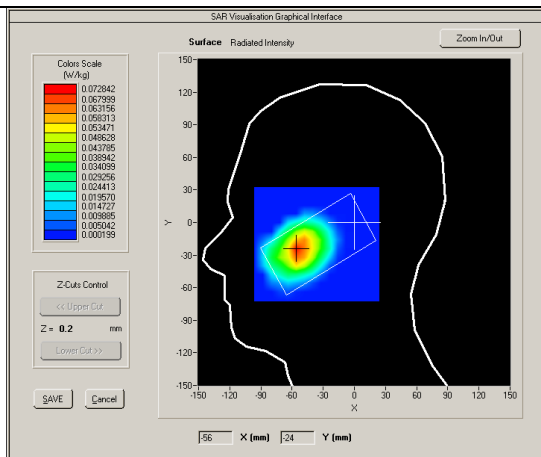 SAR Visualisation Graphical Interface
Surface Radiated Intensity
Zoom In/Out
Colors Scale
(W/kg)
0.072842
0.067999
0.063156
0.058313
0.053471
0.048628
0.043785
0.038942
0.034099
0.029256
0.024413
0.019570
0.014727
0.009885
0.005042
0.000199
Z-Cuts Control
<< Upper Cut
Z = 0.2 mm
Lower Cut >>
SAVE Cancel
150-
120-
90-
60-
30-
0-
-30-
-60-
-90-
-120-
-150-
Y
-150 -120 -90 -60 -30 0 30 60 90 120 150
X
-56 X (mm) -24 Y (mm)